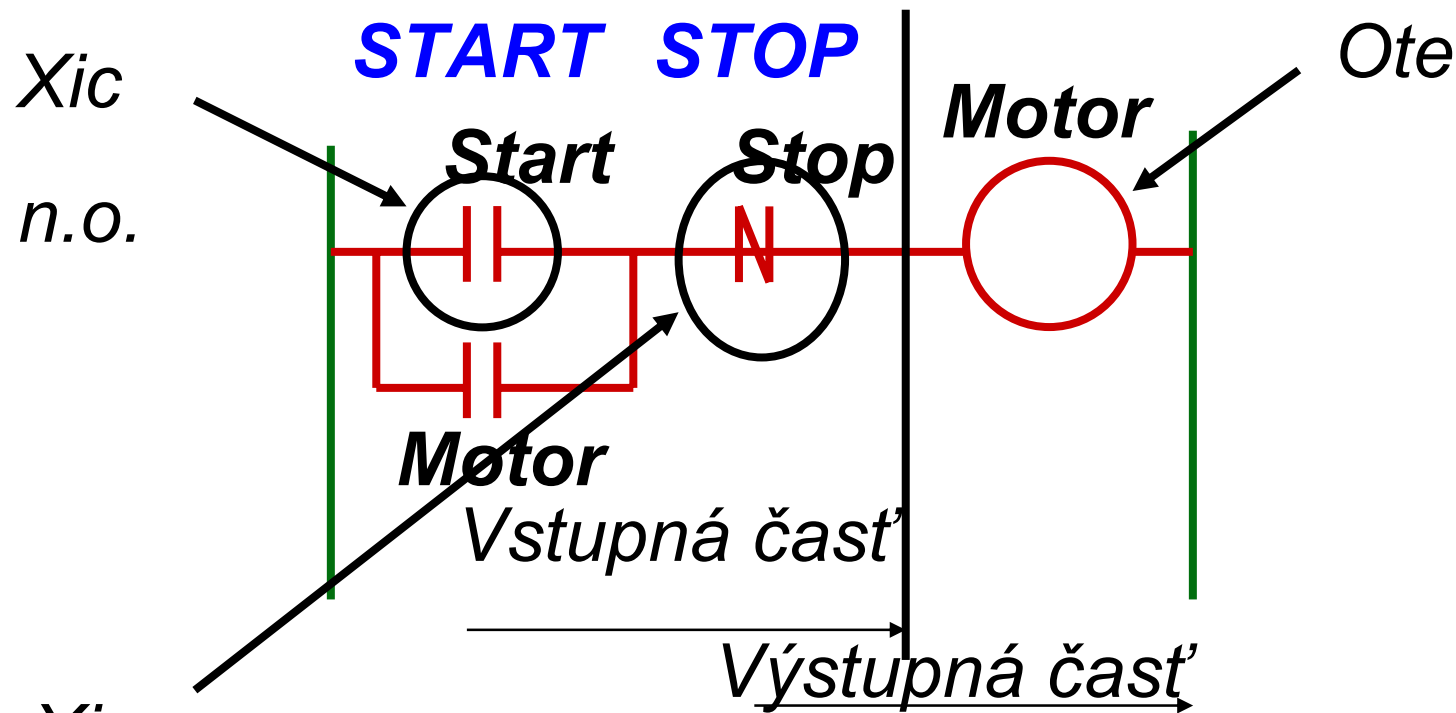 START STOP
Xic
Ote
Motor
Start
Stop
n.o.
Motor
Vstupná časť
Výstupná časť